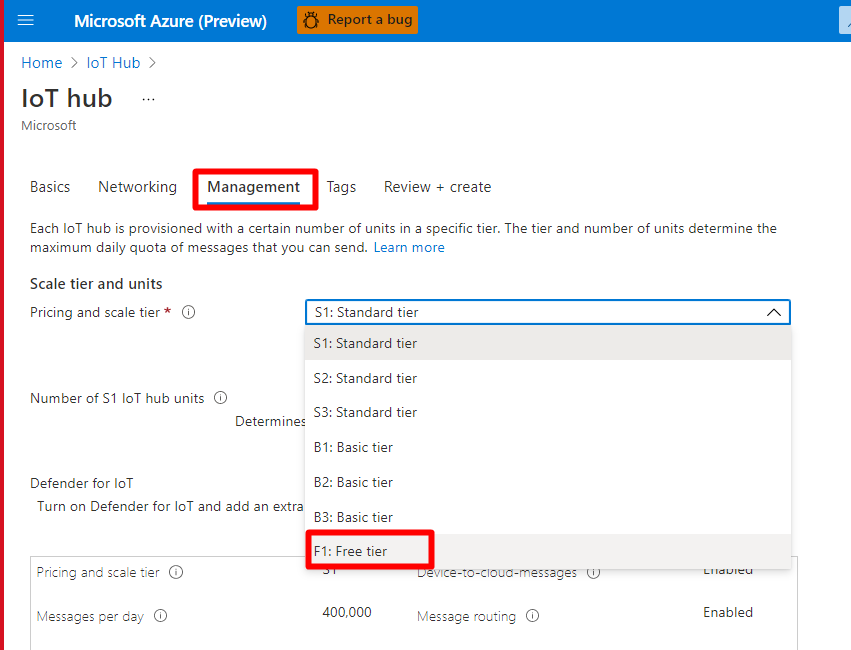 Microsoft Azure (Preview)
Report a bug
Home > IoT Hub >
IoT hub ...
Microsoft
Basics Networking Management Tags Review + create
Each IoT hub is provisioned with a certain number of units in a specific tier. The tier and number of units determine the
maximum daily quota of messages that you can send. Learn more
Scale tier and units
Pricing and scale tier *
S1: Standard tier
S1: Standard tier
S2: Standard tier
S3: Standard tier
B1: Basic tier
B2: Basic tier
B3: Basic tier
F1: Free tier
Number of S1 IoT hub units
Determines
Defender for IoT
Turn on Defender for IoT and add an extra
Pricing and scale tier S1 Device-to-cloud-messages Enabled
Messages per day 400,000 Message routing Enabled